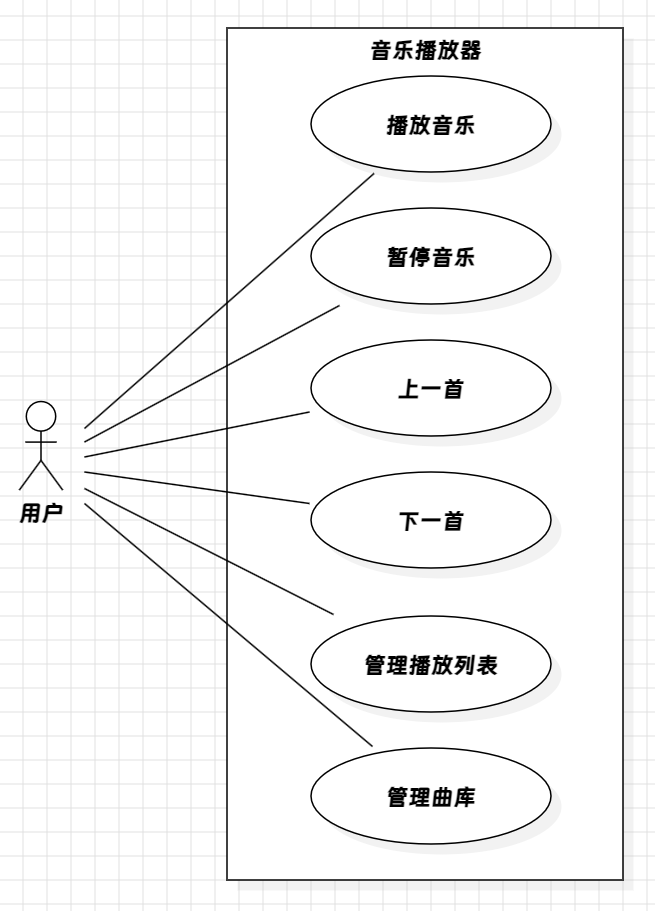 音乐播放器
播放音乐
暂停音乐
上一首
用户
下一首
管理播放列表
管理曲库